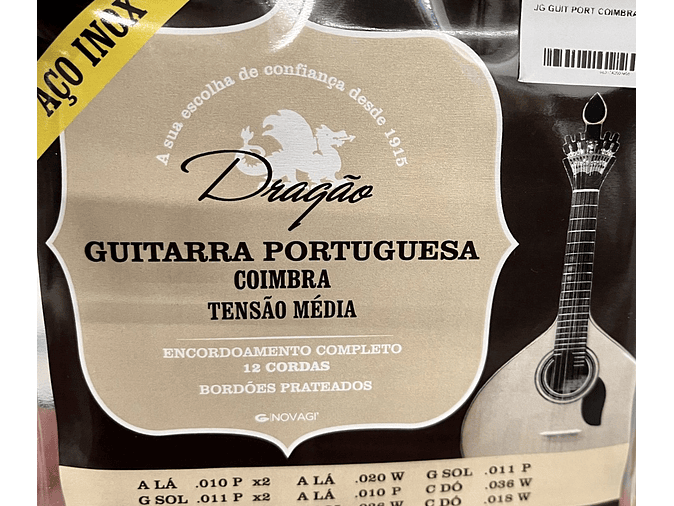 AÇO INOX
JG GUIT PORT COIMBRA
A sua escolha de confiança desde 1915
Dragão
GUITARRA PORTUGUESA
COIMBRA
TENSÃO MÉDIA
ENCORDOAMENTO COMPLETO
12 CORDAS
BORDÕES PRATEADOS
NOVAGI
A LÁ .010 P x2 A LÁ .020 W G SOL .011 P
G SOL .011 P x2 A LÁ .010 P C DÔ .036 W
C DÔ .018 W